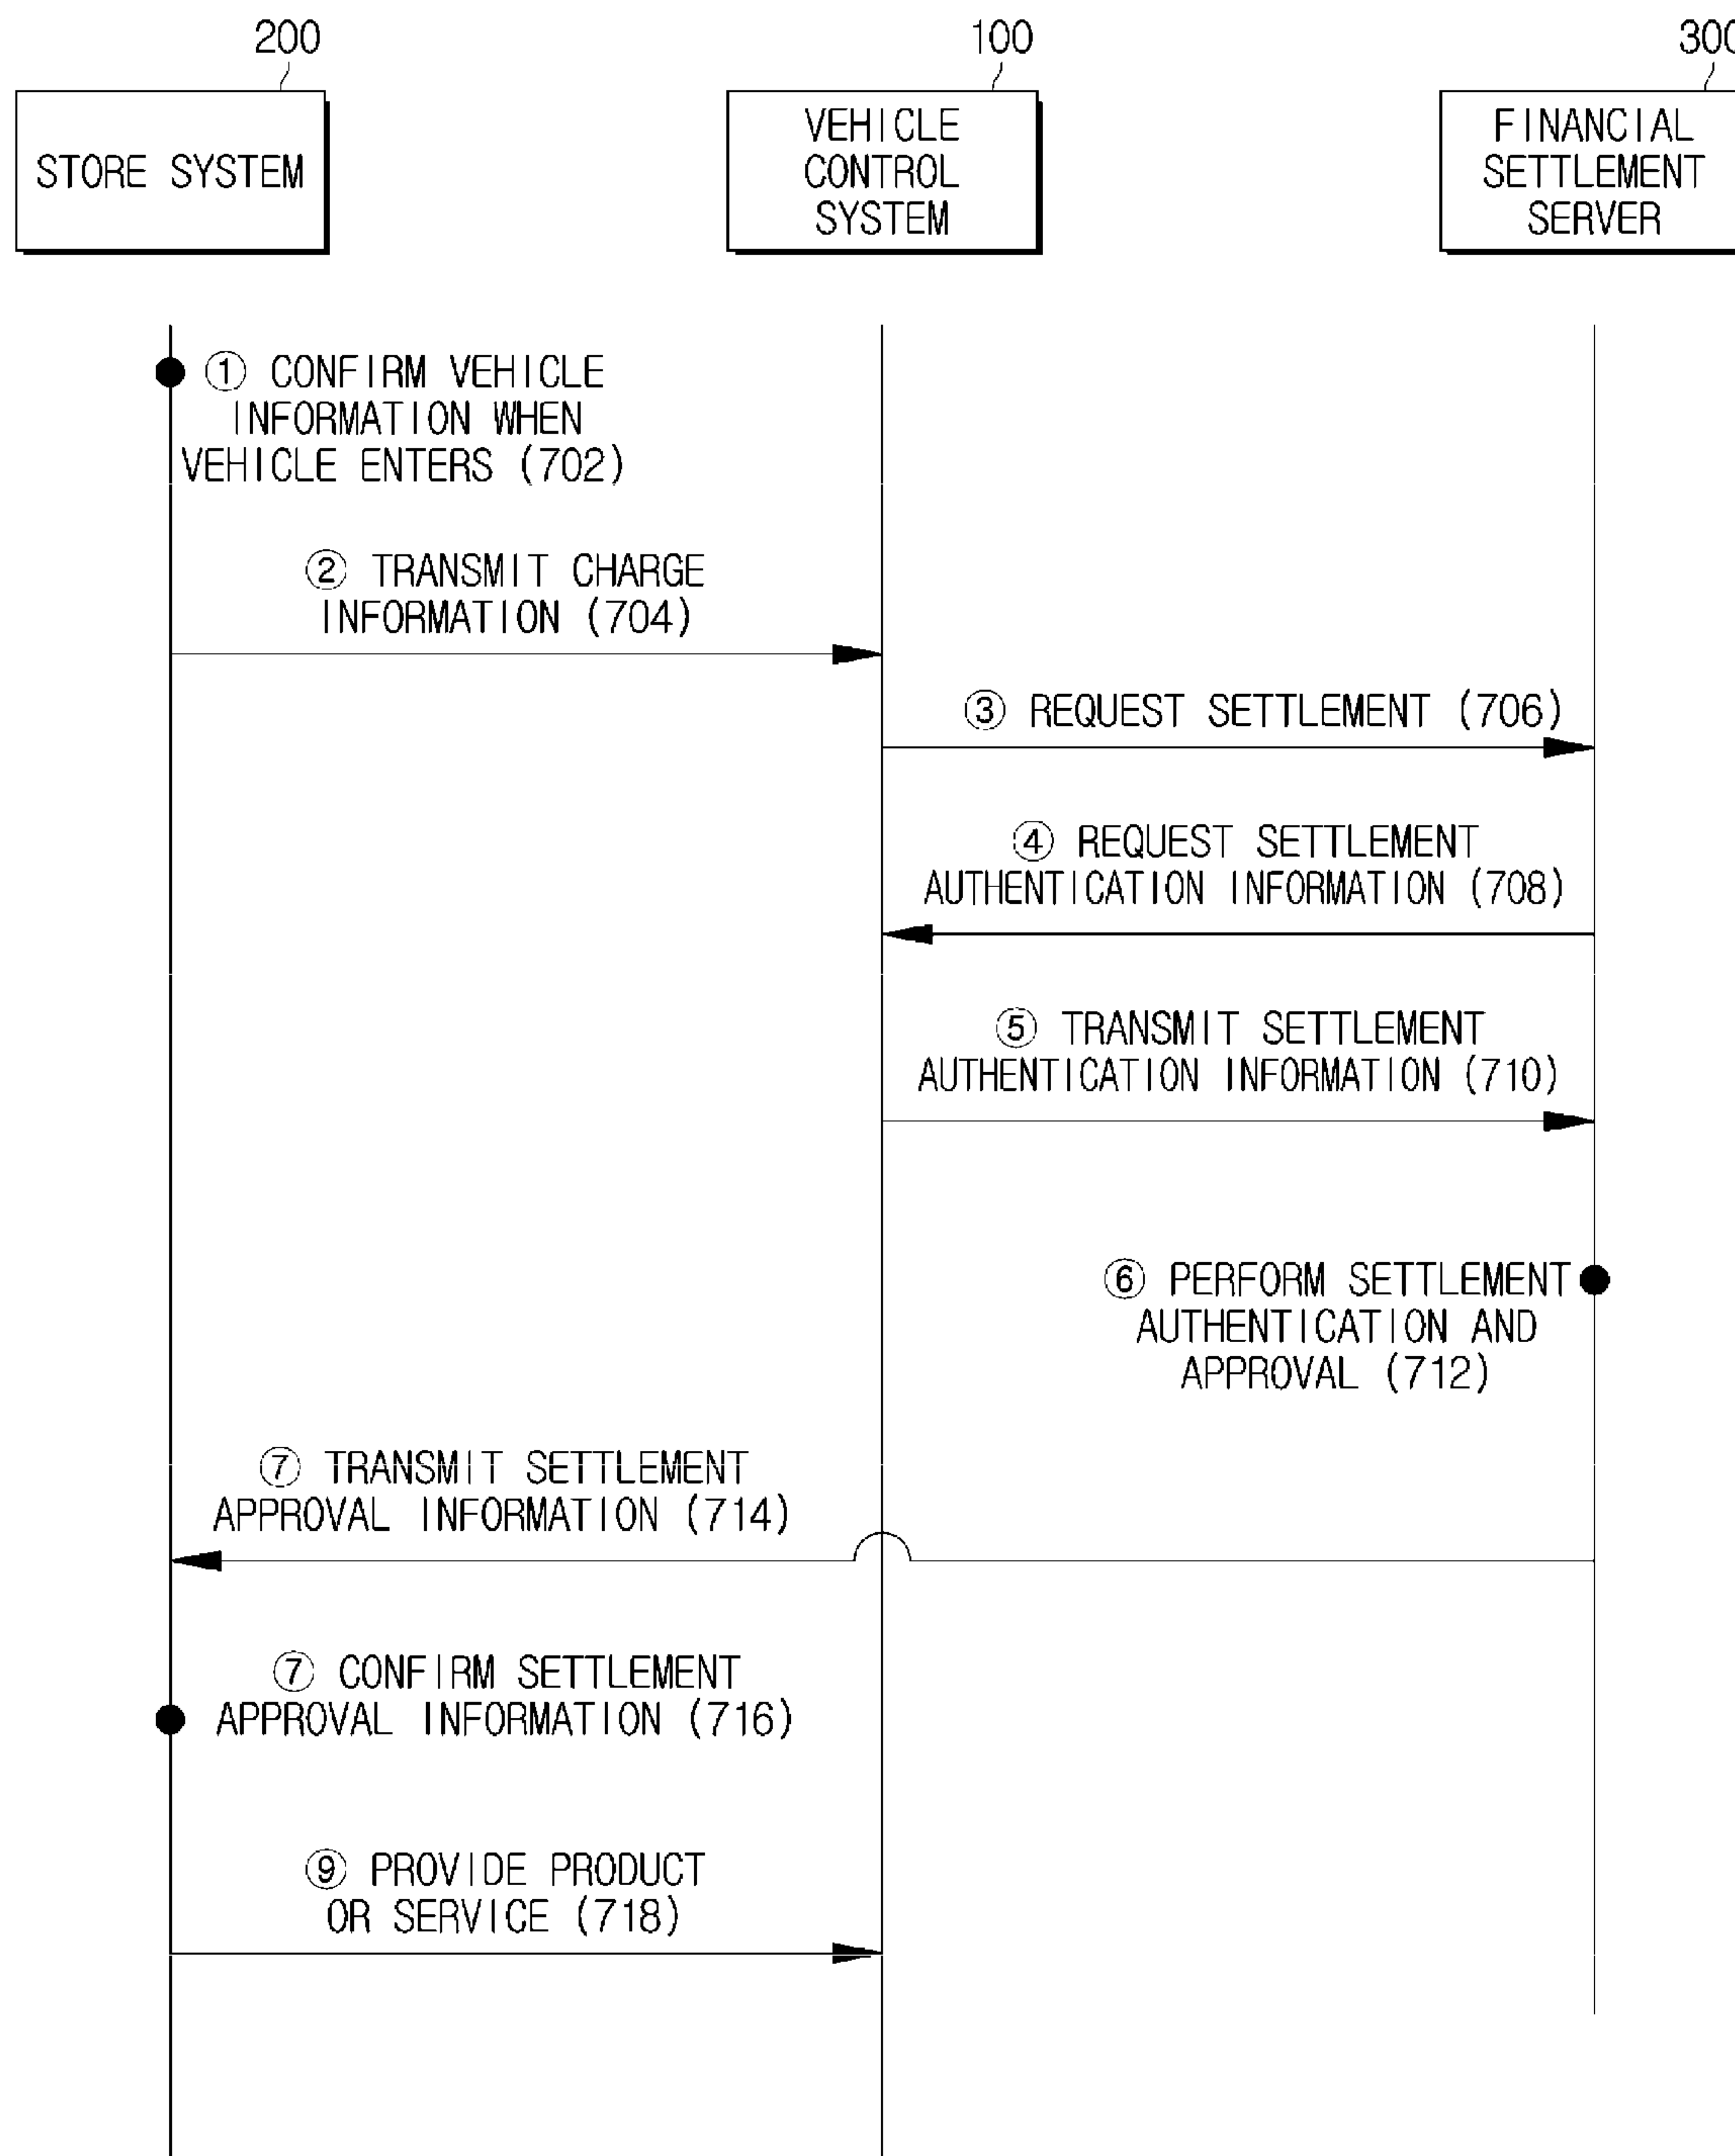 200
100
300
STORE SYSTEM
VEHICLE
CONTROL
SYSTEM
FINANCIAL
SETTLEMENT
SERVER
① CONFIRM VEHICLE
INFORMATION WHEN
VEHICLE ENTERS (702)
② TRANSMIT CHARGE
INFORMATION (704)
③ REQUEST SETTLEMENT (706)
④ REQUEST SETTLEMENT
AUTHENTICATION INFORMATION (708)
⑤ TRANSMIT SETTLEMENT
AUTHENTICATION INFORMATION (710)
⑥ PERFORM SETTLEMENT
AUTHENTICATION AND
APPROVAL (712)
⑦ TRANSMIT SETTLEMENT
APPROVAL INFORMATION (714)
⑦ CONFIRM SETTLEMENT
APPROVAL INFORMATION (716)
⑨ PROVIDE PRODUCT
OR SERVICE (718)